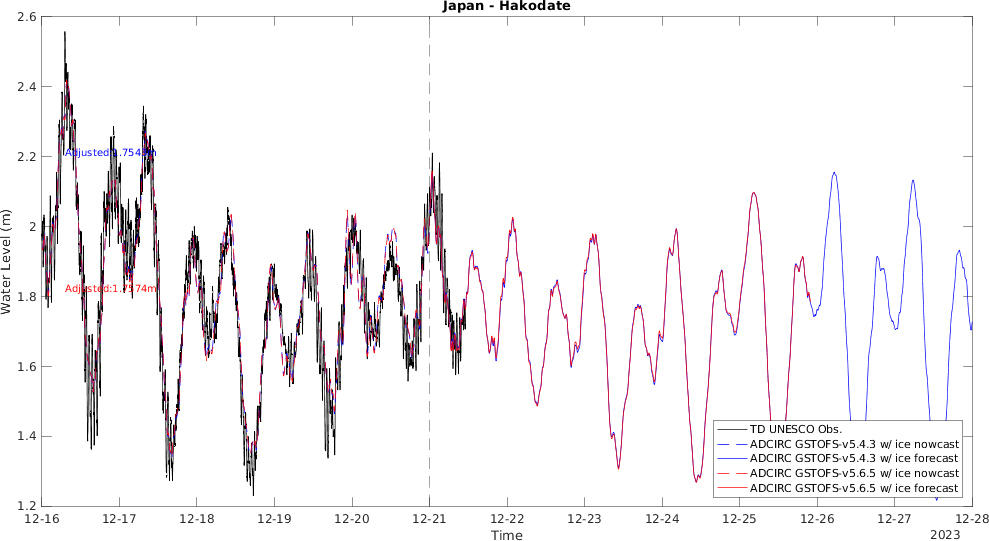 Japan - Hakodate
Water Level (m)
2.6
2.4
2.2
2
1.8
1.6
1.4
1.2
Adjusted:1.7574m
TD UNESCO Obs.
ADCIRC GSTOFS-v5.4.3 w/ ice nowcast
ADCIRC GSTOFS-v5.4.3 w/ ice forecast
ADCIRC GSTOFS-v5.6.5 w/ ice nowcast
ADCIRC GSTOFS-v5.6.5 w/ ice forecast
12-16 12-17 12-18 12-19 12-20 12-21 12-22 12-23 12-24 12-25 12-26 12-27 12-28
Time
2023